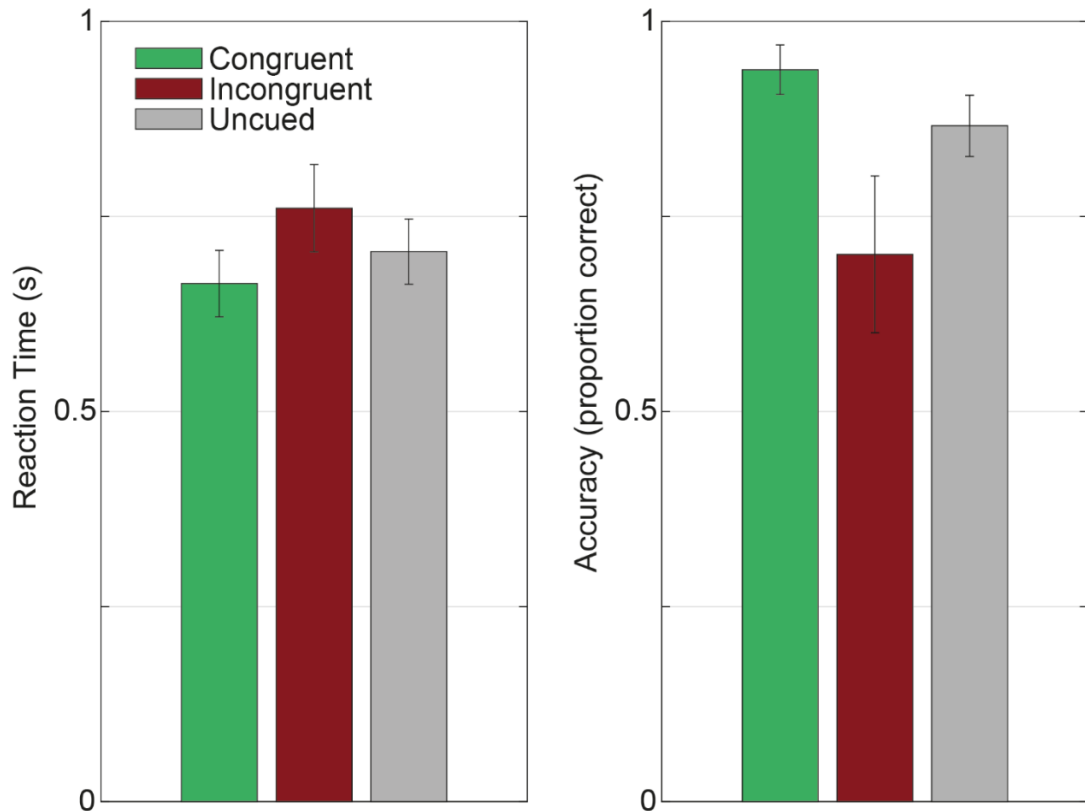 1
Congruent
Incongruent
Uncued
0.5
0
Reaction Time (s)
1
0.5
0
Accuracy (proportion correct)